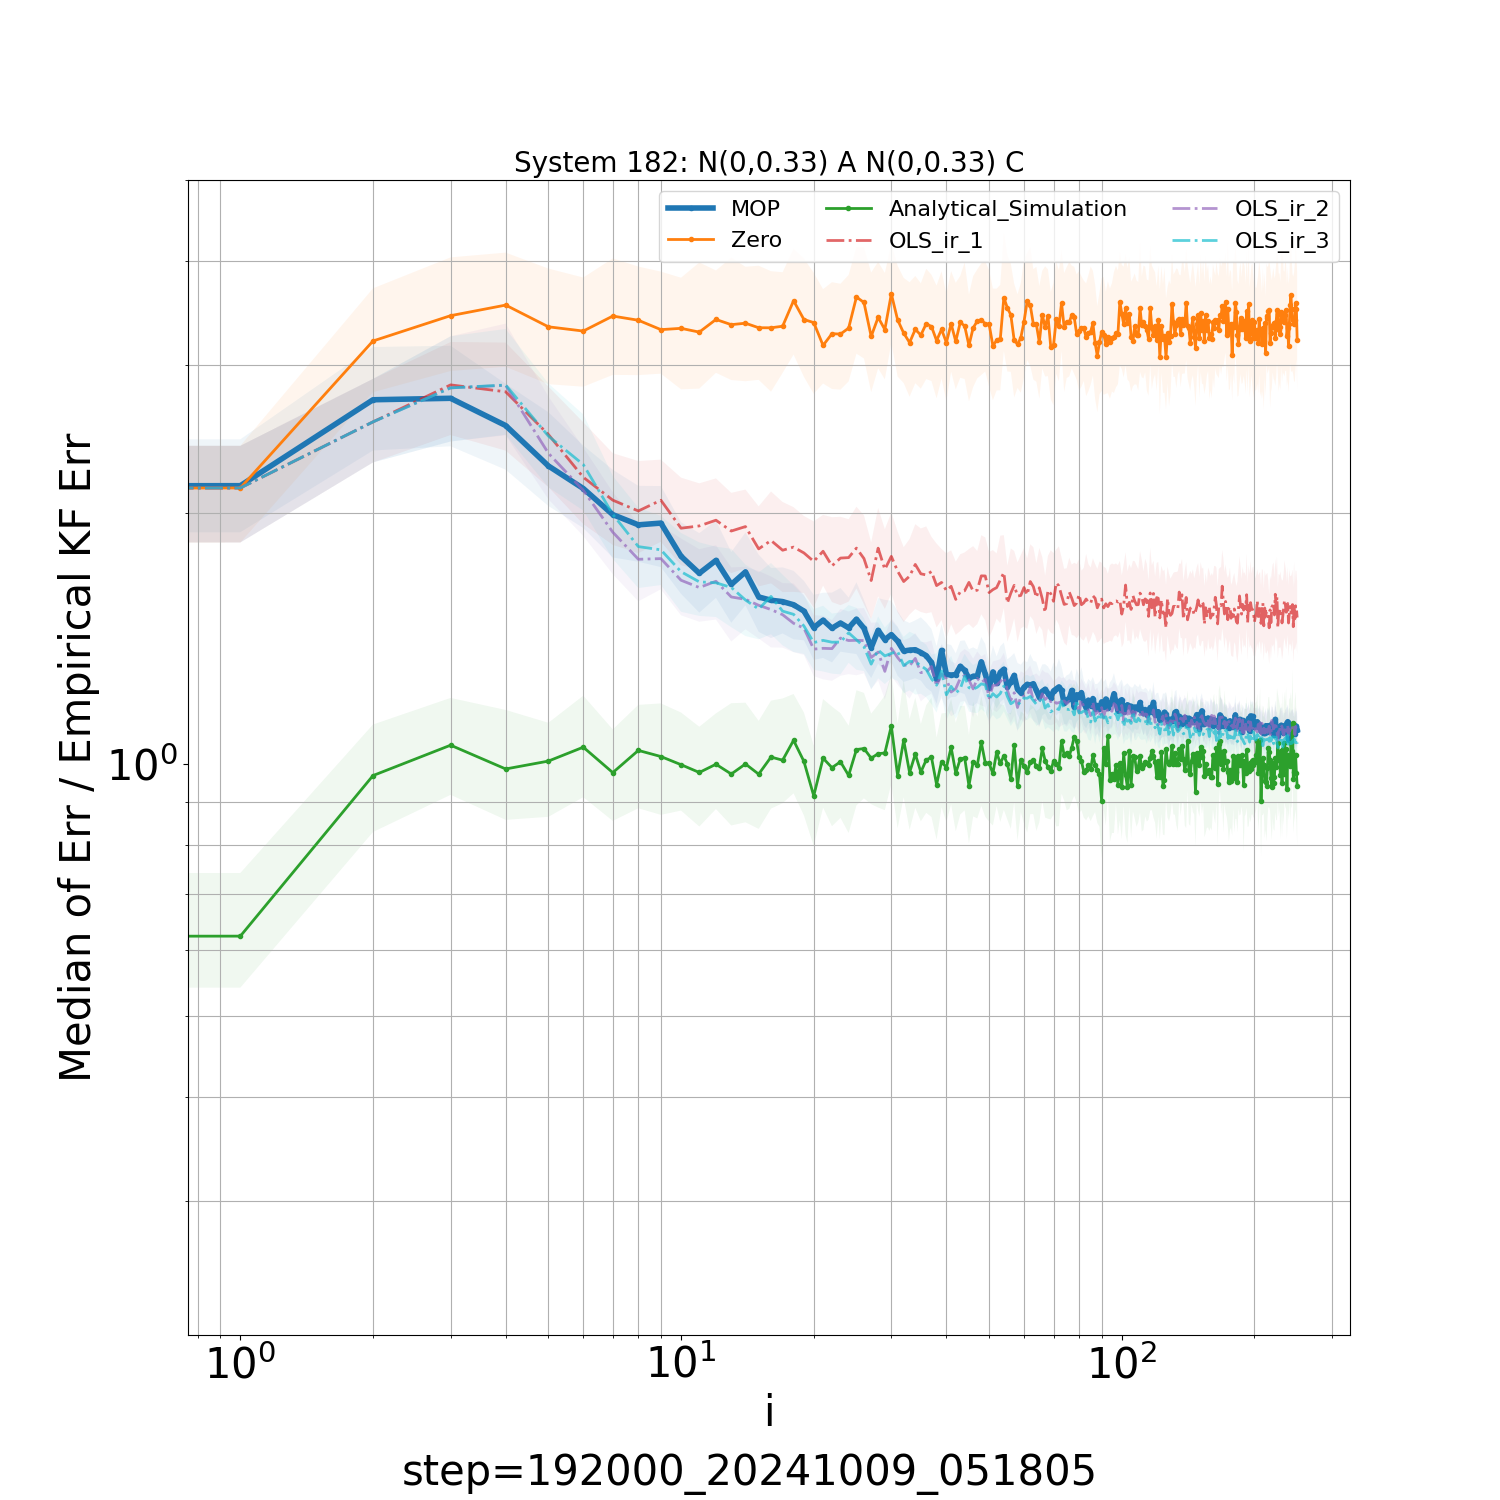 System 182: N(0,0.33) A N(0,0.33) C
MOP
Zero
Analytical_Simulation
OLS_ir_1
OLS_ir_2
OLS_ir_3
Median of Err / Empirical KF Err
10⁰
10⁰ 10¹ 10²
i
step=192000_20241009_051805